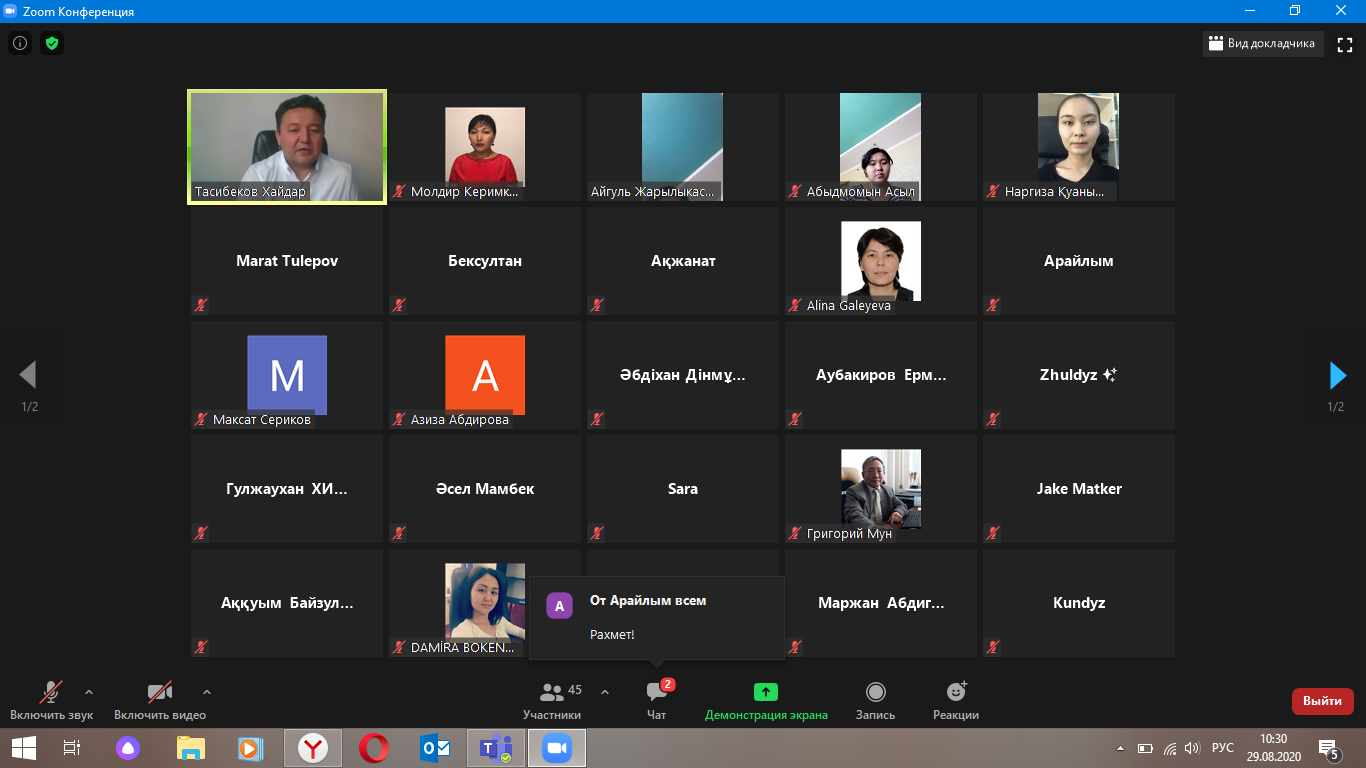 Zoom Конференция
Вид докладчика
Тасибеков Хайдар
Молдир Керимк...
Айгуль Жарылықас...
Абыдмомын Асыл
Наргиза Қуаны...
Marat Tulepov
Бексултан
Ақжанат
Alina Galeyeva
Арайлым
M
Максат Сериков
A
Азиза Абдирова
Әбдіхан Дінмұ...
Аубакиров Ерм...
Zhuldyz
1/2
1/2
Гулжаухан ХИ...
Әсел Мамбек
Sara
Григорий Мун
Jake Matker
Аққуым Байзул...
DAMİRA BOKEN...
A
От Арайлым всем
Рахмет!
Маржан Абдиг...
Kundyz
Включить звук
Включить видео
45
Участники
2
Чат
Демонстрация экрана
Запись
Реакции
Выйти
РУС
10:30
29.08.2020
5